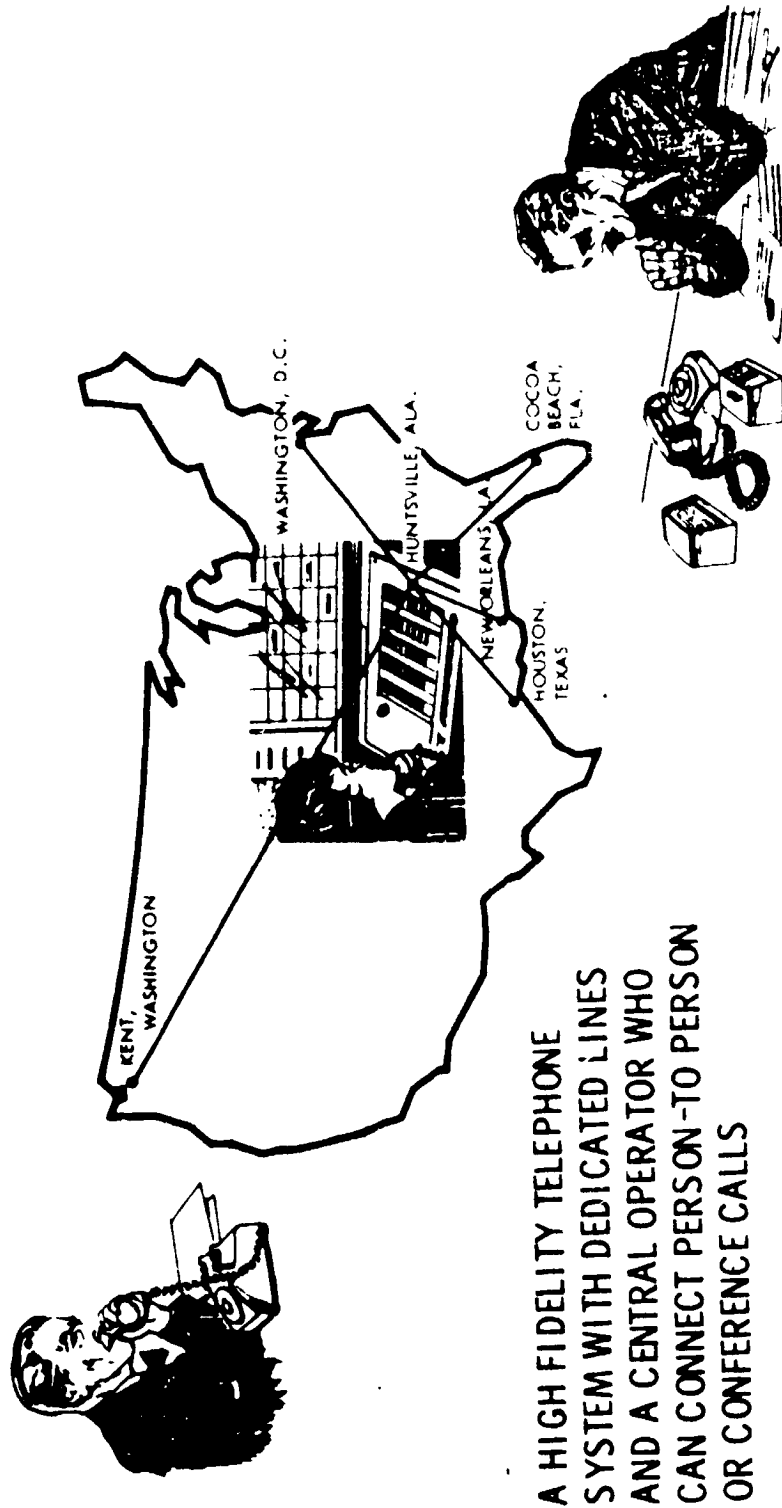 KENT,
WASHINGTON
WASHINGTON, D.C.
HUNTSVILLE, ALA.
NEW ORLEANS, LA.
HOUSTON,
TEXAS
COCOA
BEACH,
FLA.
A HIGH FIDELITY TELEPHONE
SYSTEM WITH DEDICATED LINES
AND A CENTRAL OPERATOR WHO
CAN CONNECT PERSON-TO PERSON
OR CONFERENCE CALLS